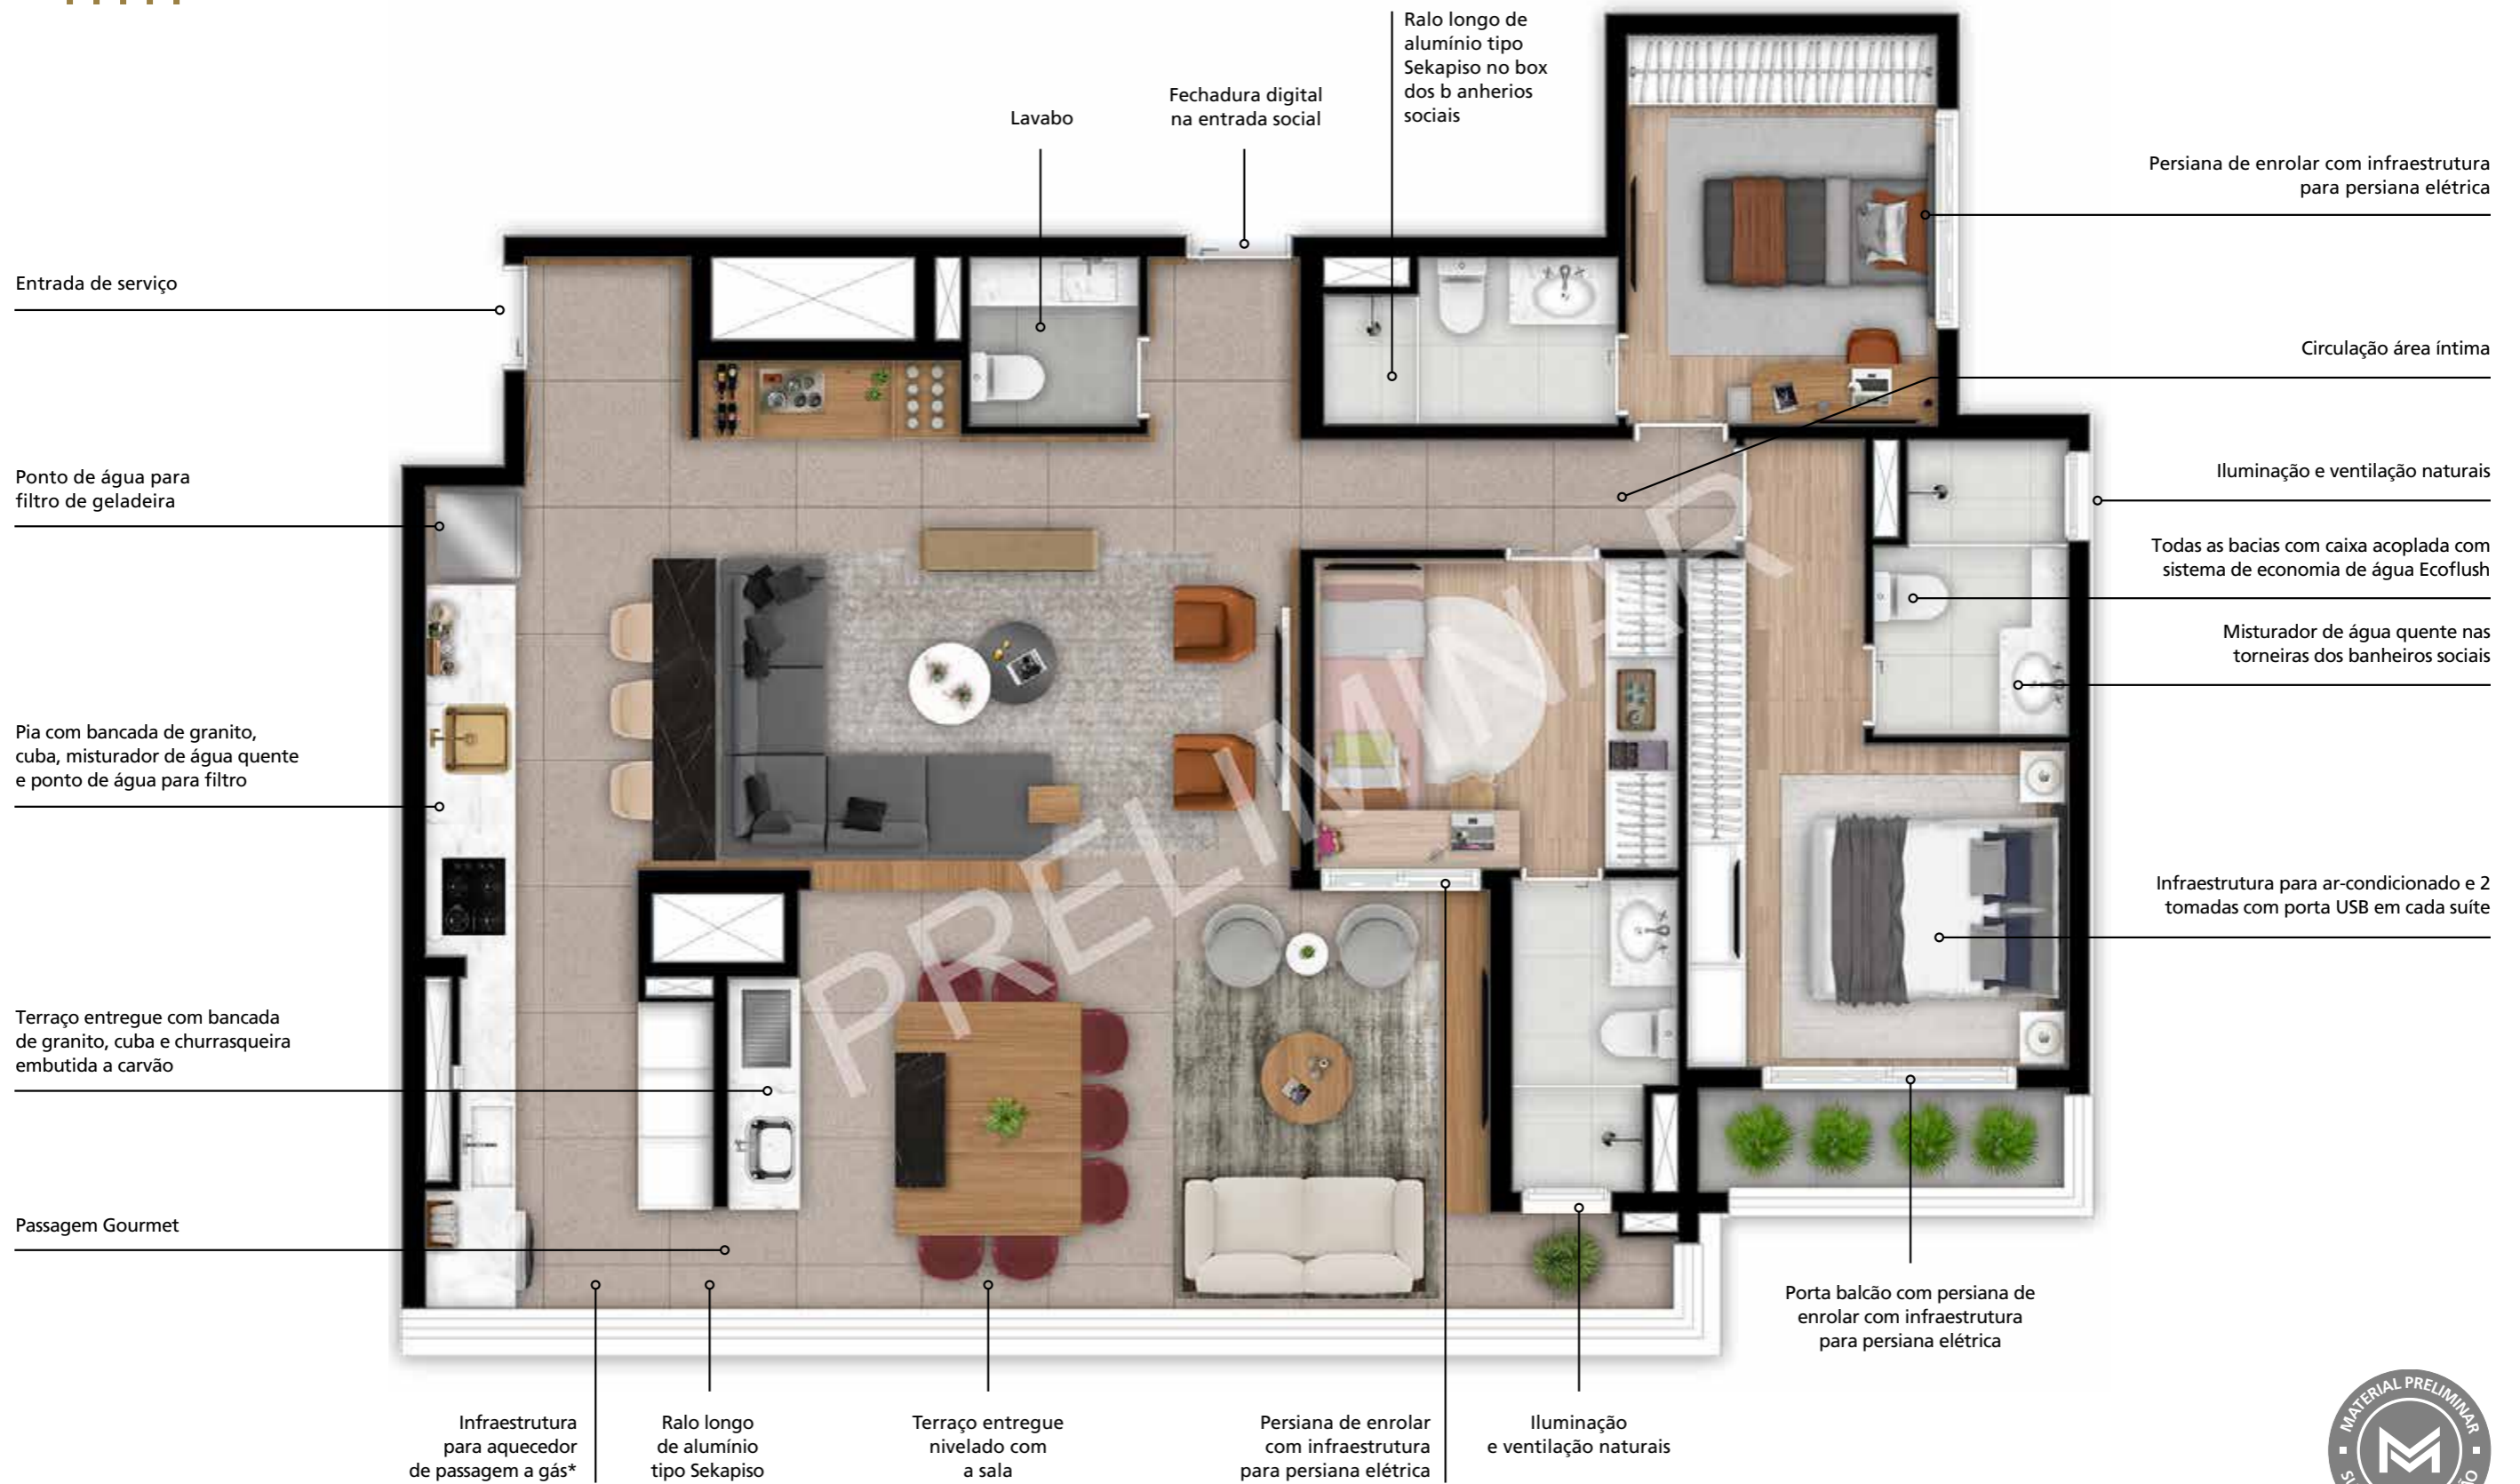 Ralo longo de
alumínio tipo
Sekapiso no box
dos b anherios
sociais
Fechadura digital
na entrada social
Lavabo
Persiana de enrolar com infraestrutura
para persiana elétrica
Entrada de serviço
Circulação área íntima
Ponto de água para
filtro de geladeira
Iluminação e ventilação naturais
Todas as bacias com caixa acoplada com
sistema de economia de água Ecoflush
Misturador de água quente nas
torneiras dos banheiros sociais
Pia com bancada de granito,
cuba, misturador de água quente
e ponto de água para filtro
PRELIMINAR
Infraestrutura para ar-condicionado e 2
tomadas com porta USB em cada suíte
Terraço entregue com bancada
de granito, cuba e churrasqueira
embutida a carvão
Passagem Gourmet
Porta balcão com persiana de
enrolar com infraestrutura
para persiana elétrica
Infraestrutura
para aquecedor
de passagem a gás*
Ralo longo
de alumínio
tipo Sekapiso
Terraço entregue
nivelado com
a sala
Persiana de enrolar
com infraestrutura
para persiana elétrica
Iluminação
e ventilação naturais
MATERIAL PRELIMINAR